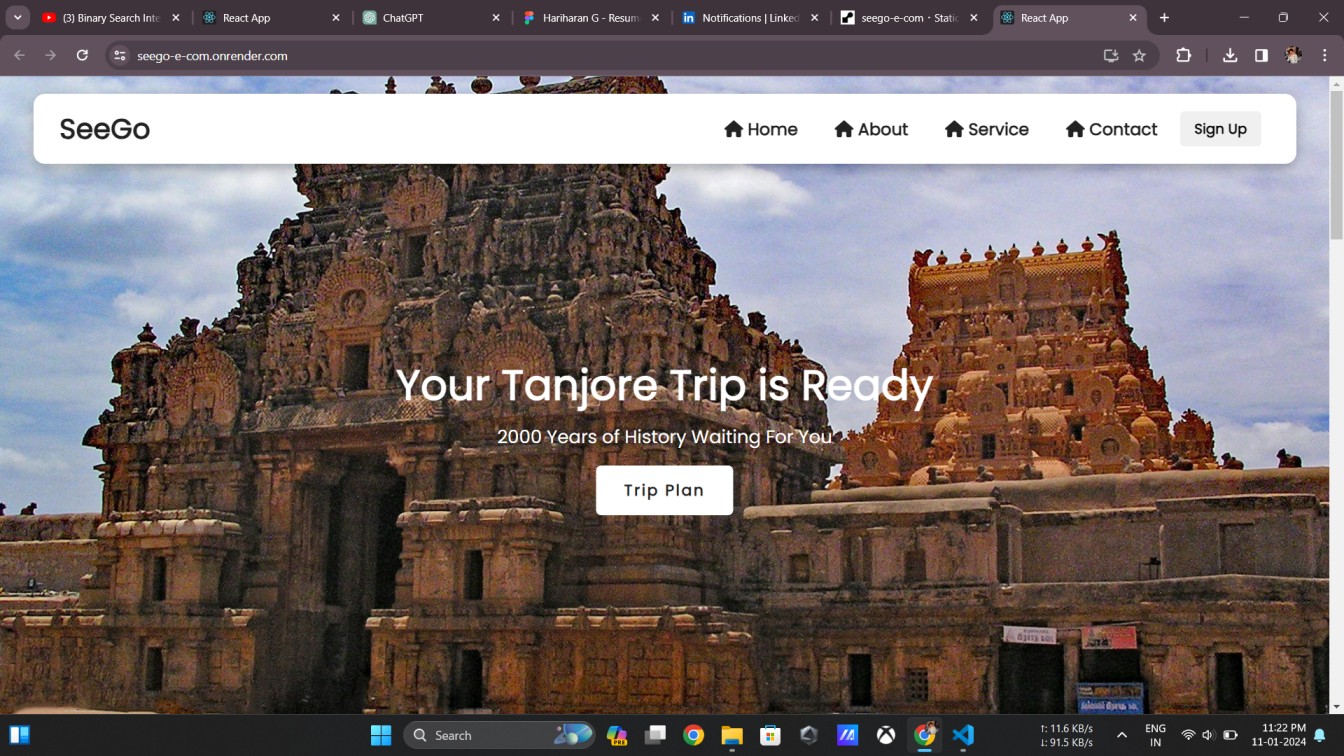 (3) Binary Search Inte
React App
ChatGPT
Hariharan G - Resum
Notifications | Linked
seego-e-com · Static
React App
seego-e-com.onrender.com
SeeGo
Home
About
Service
Contact
Sign Up
Your Tanjore Trip is Ready
2000 Years of History Waiting For You
Trip Plan
Search
PRE
↑: 11.6 KB/s
↓: 91.5 KB/s
ENG
IN
11:22 PM
11-01-2024